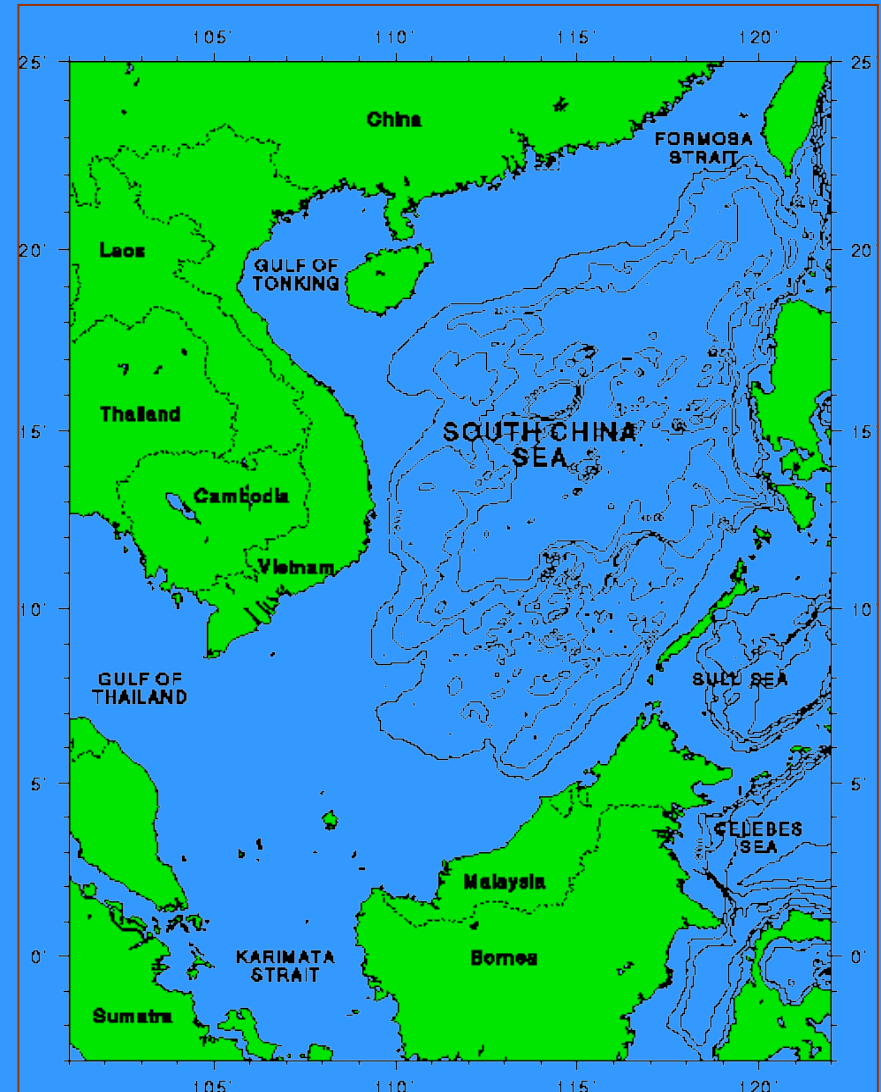 105' 110' 115' 120'
25' 25'
China
FORMOSA
STRAIT
20' 20'
Laos
GULF OF
TONKING
Thailand
15' 15'
SOUTH CHINA
SEA
Cambodia
Vietnam
10' 10'
GULF OF
THAILAND
SULU SEA
5' 5'
CELEBES
SEA
Malaysia
0' 0'
KARIMATA
STRAIT
Borneo
Sumatra
105' 110' 115' 120'